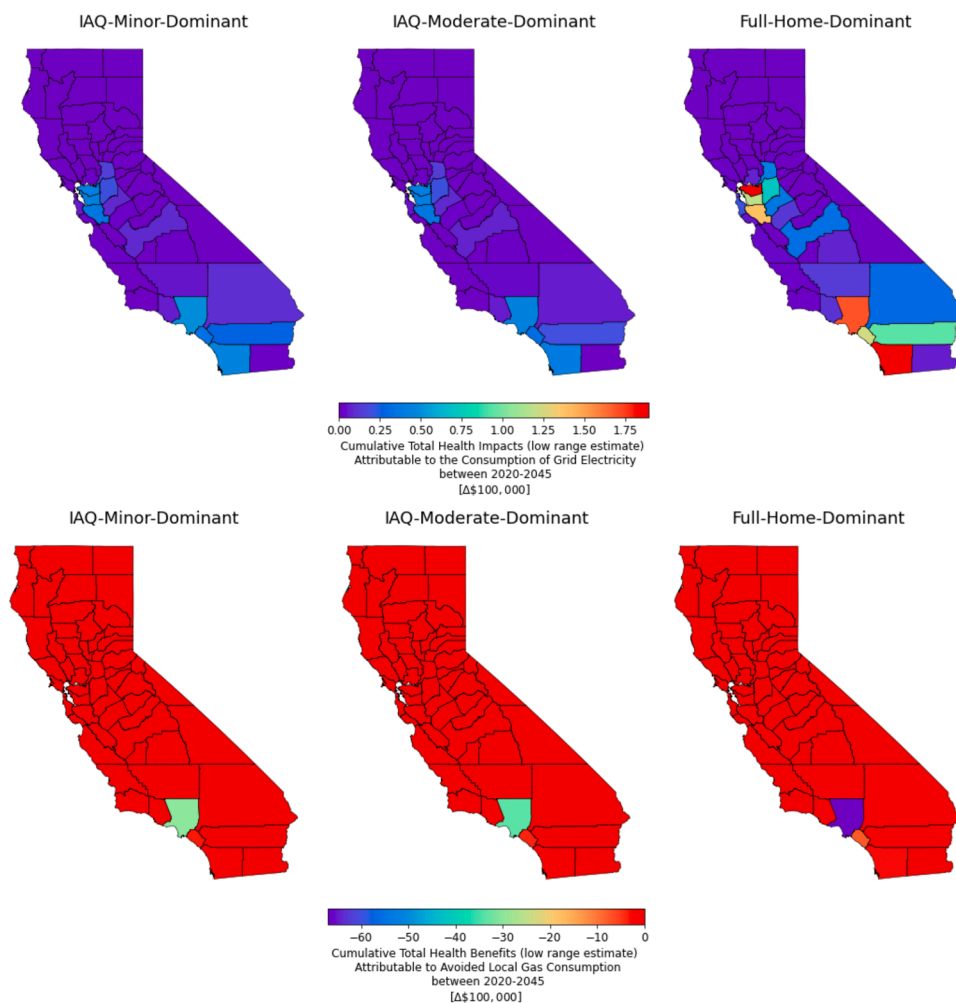 IAQ-Minor-Dominant
IAQ-Moderate-Dominant
Full-Home-Dominant
0.00 0.25 0.50 0.75 1.00 1.25 1.50 1.75
Cumulative Total Health Impacts (low range estimate)
Attributable to the Consumption of Grid Electricity
between 2020-2045
[Δ$100,000]
IAQ-Minor-Dominant
IAQ-Moderate-Dominant
Full-Home-Dominant
−60 −50 −40 −30 −20 −10 0
Cumulative Total Health Benefits (low range estimate)
Attributable to Avoided Local Gas Consumption
between 2020-2045
[Δ$100,000]